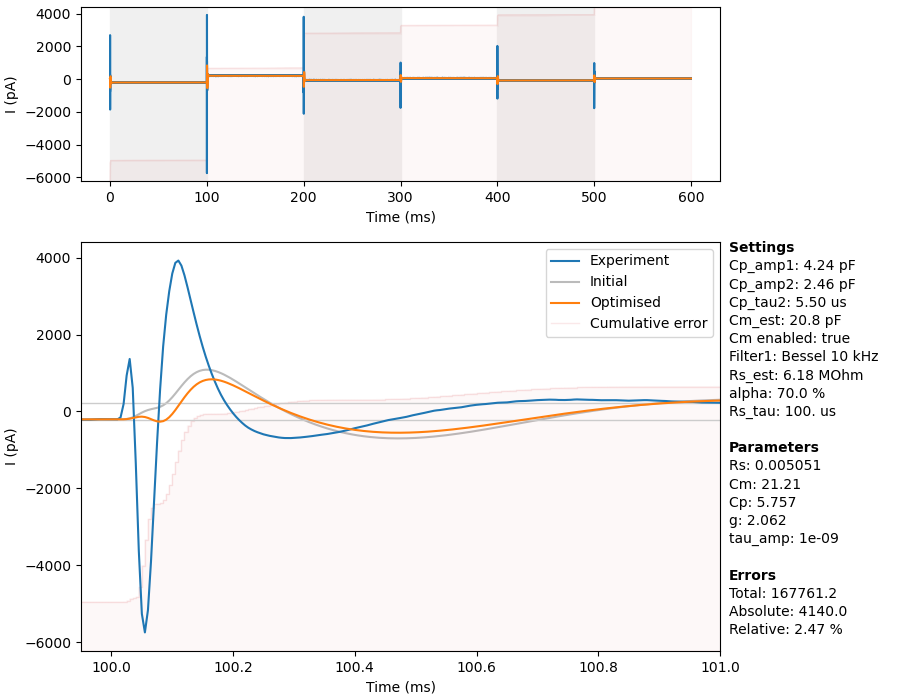 4000
2000
0
−2000
−4000
−6000
I (pA)
0
100
200
300
400
500
600
Time (ms)
4000
2000
0
−2000
−4000
−6000
I (pA)
Experiment
Initial
Optimised
Cumulative error
100.0
100.2
100.4
100.6
100.8
101.0
Time (ms)
Settings
Cp_amp1: 4.24 pF
Cp_amp2: 2.46 pF
Cp_tau2: 5.50 us
Cm_est: 20.8 pF
Cm enabled: true
Filter1: Bessel 10 kHz
Rs_est: 6.18 MOhm
alpha: 70.0 %
Rs_tau: 100. us
Parameters
Rs: 0.005051
Cm: 21.21
Cp: 5.757
g: 2.062
tau_amp: 1e-09
Errors
Total: 167761.2
Absolute: 4140.0
Relative: 2.47 %